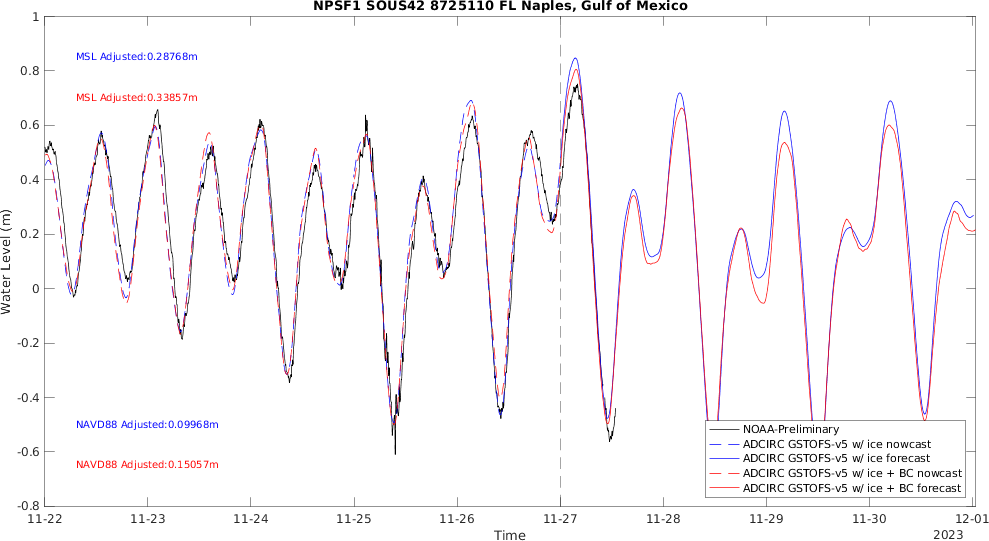 NPSF1 SOUS42 8725110 FL Naples, Gulf of Mexico
1
0.8
0.6
0.4
0.2
0
-0.2
-0.4
-0.6
-0.8
Water Level (m)
MSL Adjusted:0.28768m
MSL Adjusted:0.33857m
NAVD88 Adjusted:0.09968m
NAVD88 Adjusted:0.15057m
NOAA-Preliminary
ADCIRC GSTOFS-v5 w/ ice nowcast
ADCIRC GSTOFS-v5 w/ ice forecast
ADCIRC GSTOFS-v5 w/ ice + BC nowcast
ADCIRC GSTOFS-v5 w/ ice + BC forecast
11-22 11-23 11-24 11-25 11-26 11-27 11-28 11-29 11-30 12-01
Time
2023